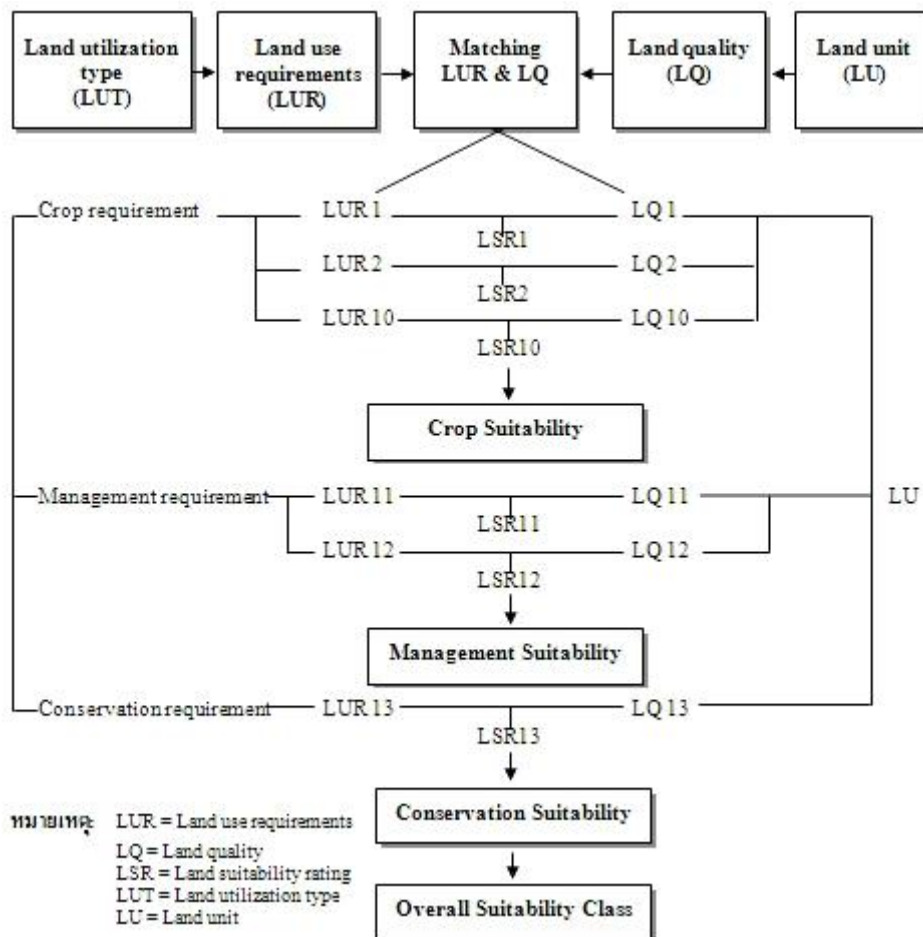 Land utilization
type
(LUT)
Land use
requirements
(LUR)
Matching
LUR & LQ
Land quality
(LQ)
Land unit
(LU)
Crop requirement
LUR 1
LQ 1
LSR1
LUR 2
LQ 2
LSR2
LUR 10
LQ 10
LSR10
Crop Suitability
Management requirement
LUR 11
LQ 11
LU
LSR11
LUR 12
LQ 12
LSR12
Management Suitability
Conservation requirement
LUR 13
LQ 13
LSR13
Conservation Suitability
หมายเหตุ LUR = Land use requirements
LQ = Land quality
LSR = Land suitability rating
LUT = Land utilization type
LU = Land unit
Overall Suitability Class